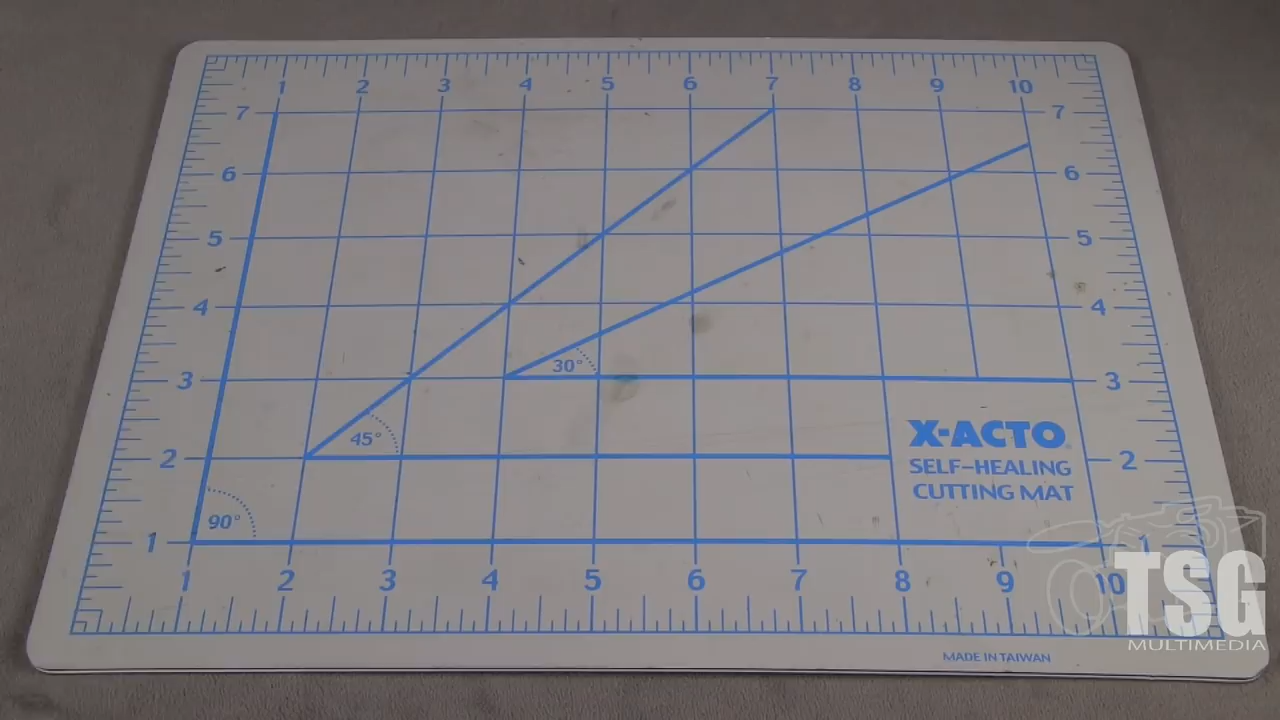 1 2 3 4 5 6 7 8 9 10
7 7
6 6
5 5
4 4
30°
3 3
X-ACTO®
45°
2 SELF-HEALING 2
CUTTING MAT
90°
1 1
1 2 3 4 5 6 7 8 9 10
TSG
MULTIMEDIA
MADE IN TAIWAN